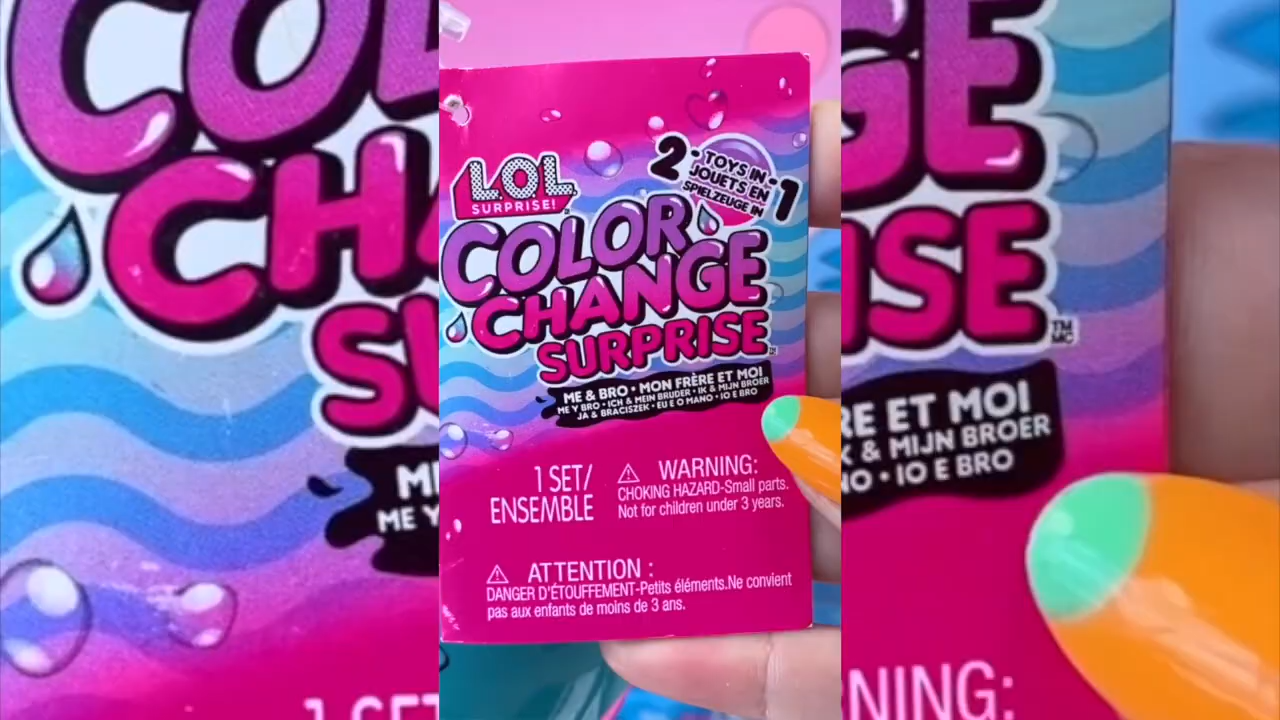 L.O.L.
SURPRISE!
2 TOYS IN 1
JOUETS EN
SPIELZEUGE IN
COLOR
CHANGE
SURPRISE
ME & BRO • MON FRÈRE ET MOI
ME Y BRO • ICH & MEIN BRUDER • IK & MIJN BROER
JA & BRACISZEK • EU E O MANO • IO E BRO
1 SET/
ENSEMBLE
WARNING:
CHOKING HAZARD-Small parts.
Not for children under 3 years.
ATTENTION :
DANGER D'ÉTOUFFEMENT-Petits éléments.Ne convient
pas aux enfants de moins de 3 ans.